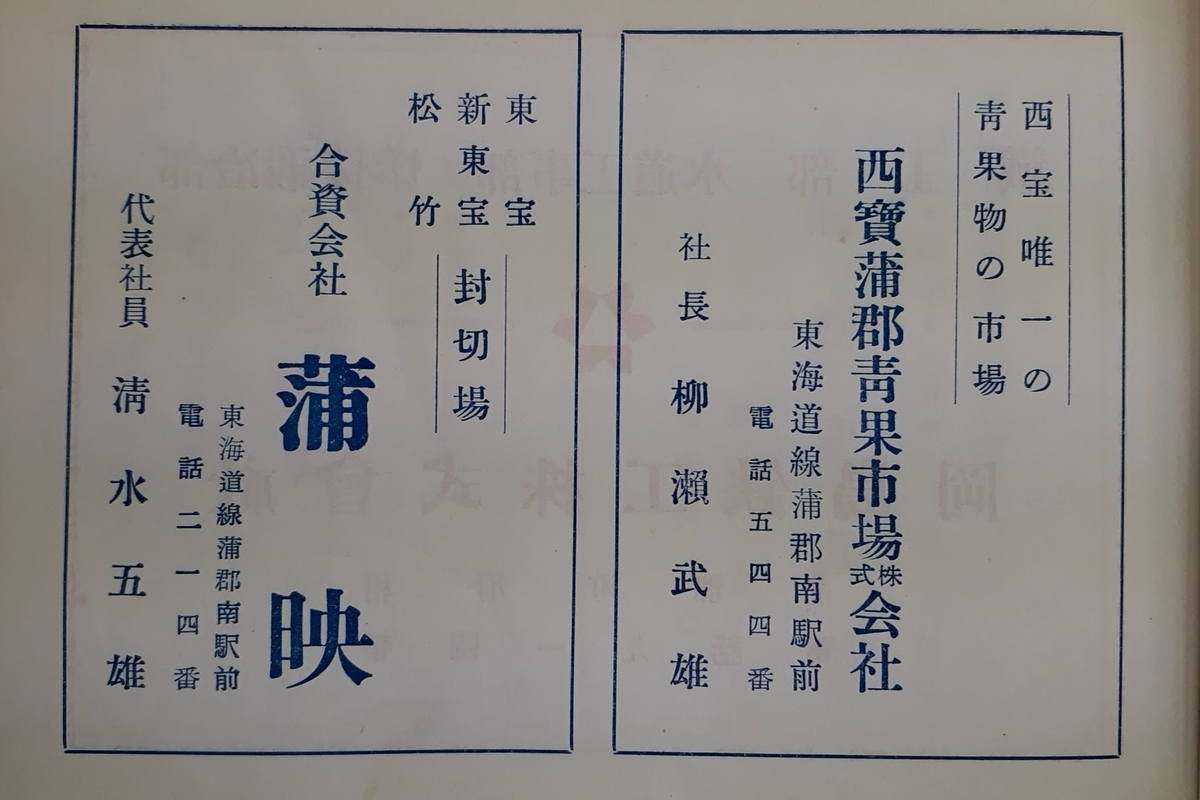 西宝唯一の
靑果物の市場
西寶蒲郡靑果市場株式会社
東海道線蒲郡南駅前
電話五四四番
社長 柳瀨武雄
東宝
新東宝
松竹
封切場
合資会社 蒲映
東海道線蒲郡南駅前
電話二一四番
代表社員 淸水五雄